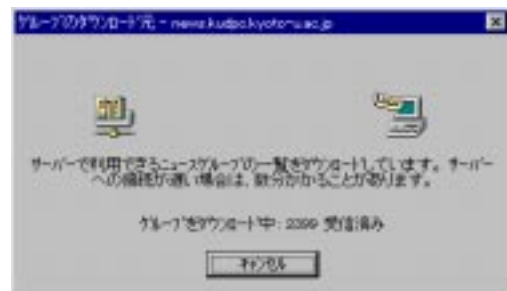 グループのダウンロード元 - news.kudpc.kyoto-u.ac.jp
サーバーで利用できるニュースグループの一覧をダウンロードしています。サーバー
への接続が遅い場合は、数分かかることがあります。
グループをダウンロード中: 2399 受信済み
キャンセル